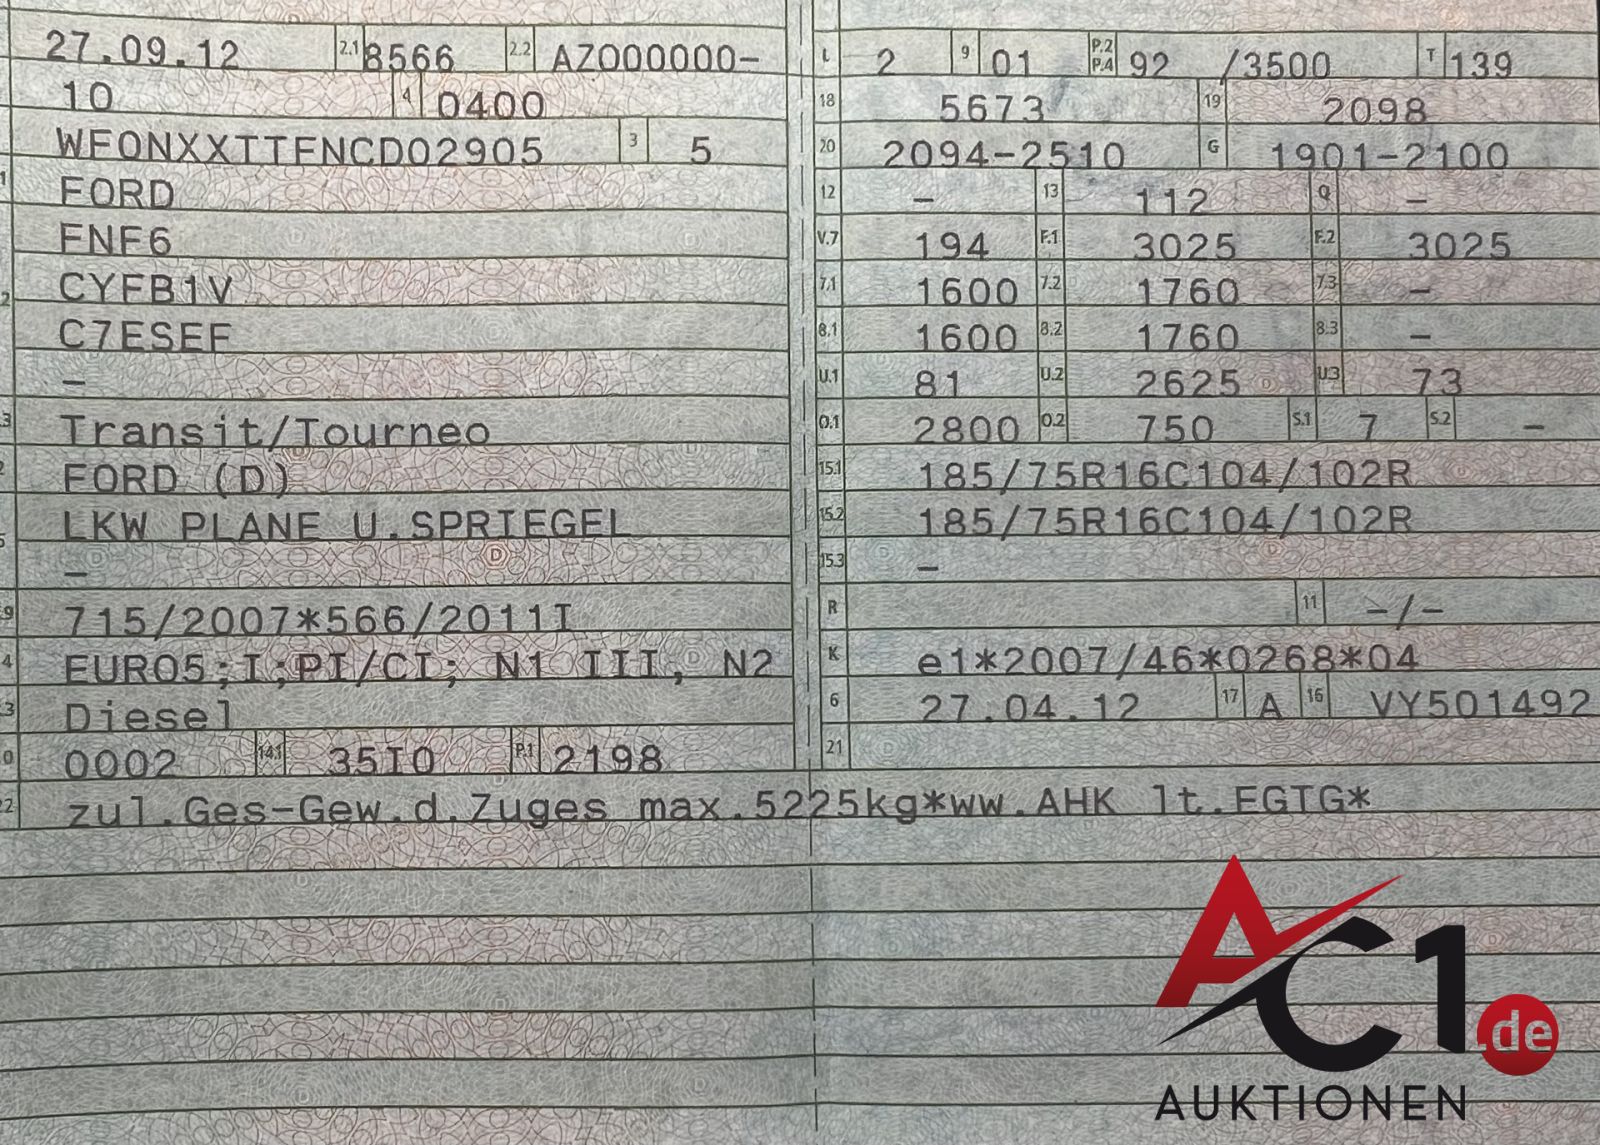 27.09.12 2.1 8566 2.2 AZ000000-
10 4 0400
WF0NXXTTFNCD02905 3 5
FORD
FNF6
CYFB1V
C7ESEF
-
Transit/Tourneo
FORD (D)
LKW PLANE U.SPRIEGEL
-
715/2007*566/2011I
EURO5;I;PI/CI; N1 III, N2
Diesel
0002 14.1 35I0 P.1 2198
L 2 9 01 P.2 P.4 92 /3500 T 139
18 5673 19 2098
20 2094-2510 G 1901-2100
12 - 13 112 Q -
V.7 194 F.1 3025 F.2 3025
7.1 1600 7.2 1760 7.3 -
8.1 1600 8.2 1760 8.3 -
U.1 81 U.2 2625 U.3 73
O.1 2800 O.2 750 S.1 7 S.2 -
15.1 185/75R16C104/102R
15.2 185/75R16C104/102R
15.3 -
R 11 -/-
K e1*2007/46*0268*04
6 27.04.12 17 A 16 VY501492
21
22 zul.Ges-Gew.d.Zuges max.5225kg*ww.AHK lt.EGTG*
AC1.de
AUKTIONEN